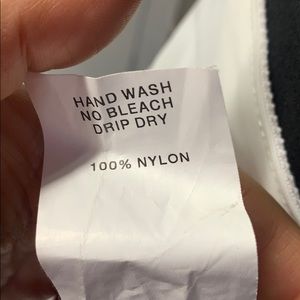 HAND WASH
NO BLEACH
DRIP DRY
100% NYLON